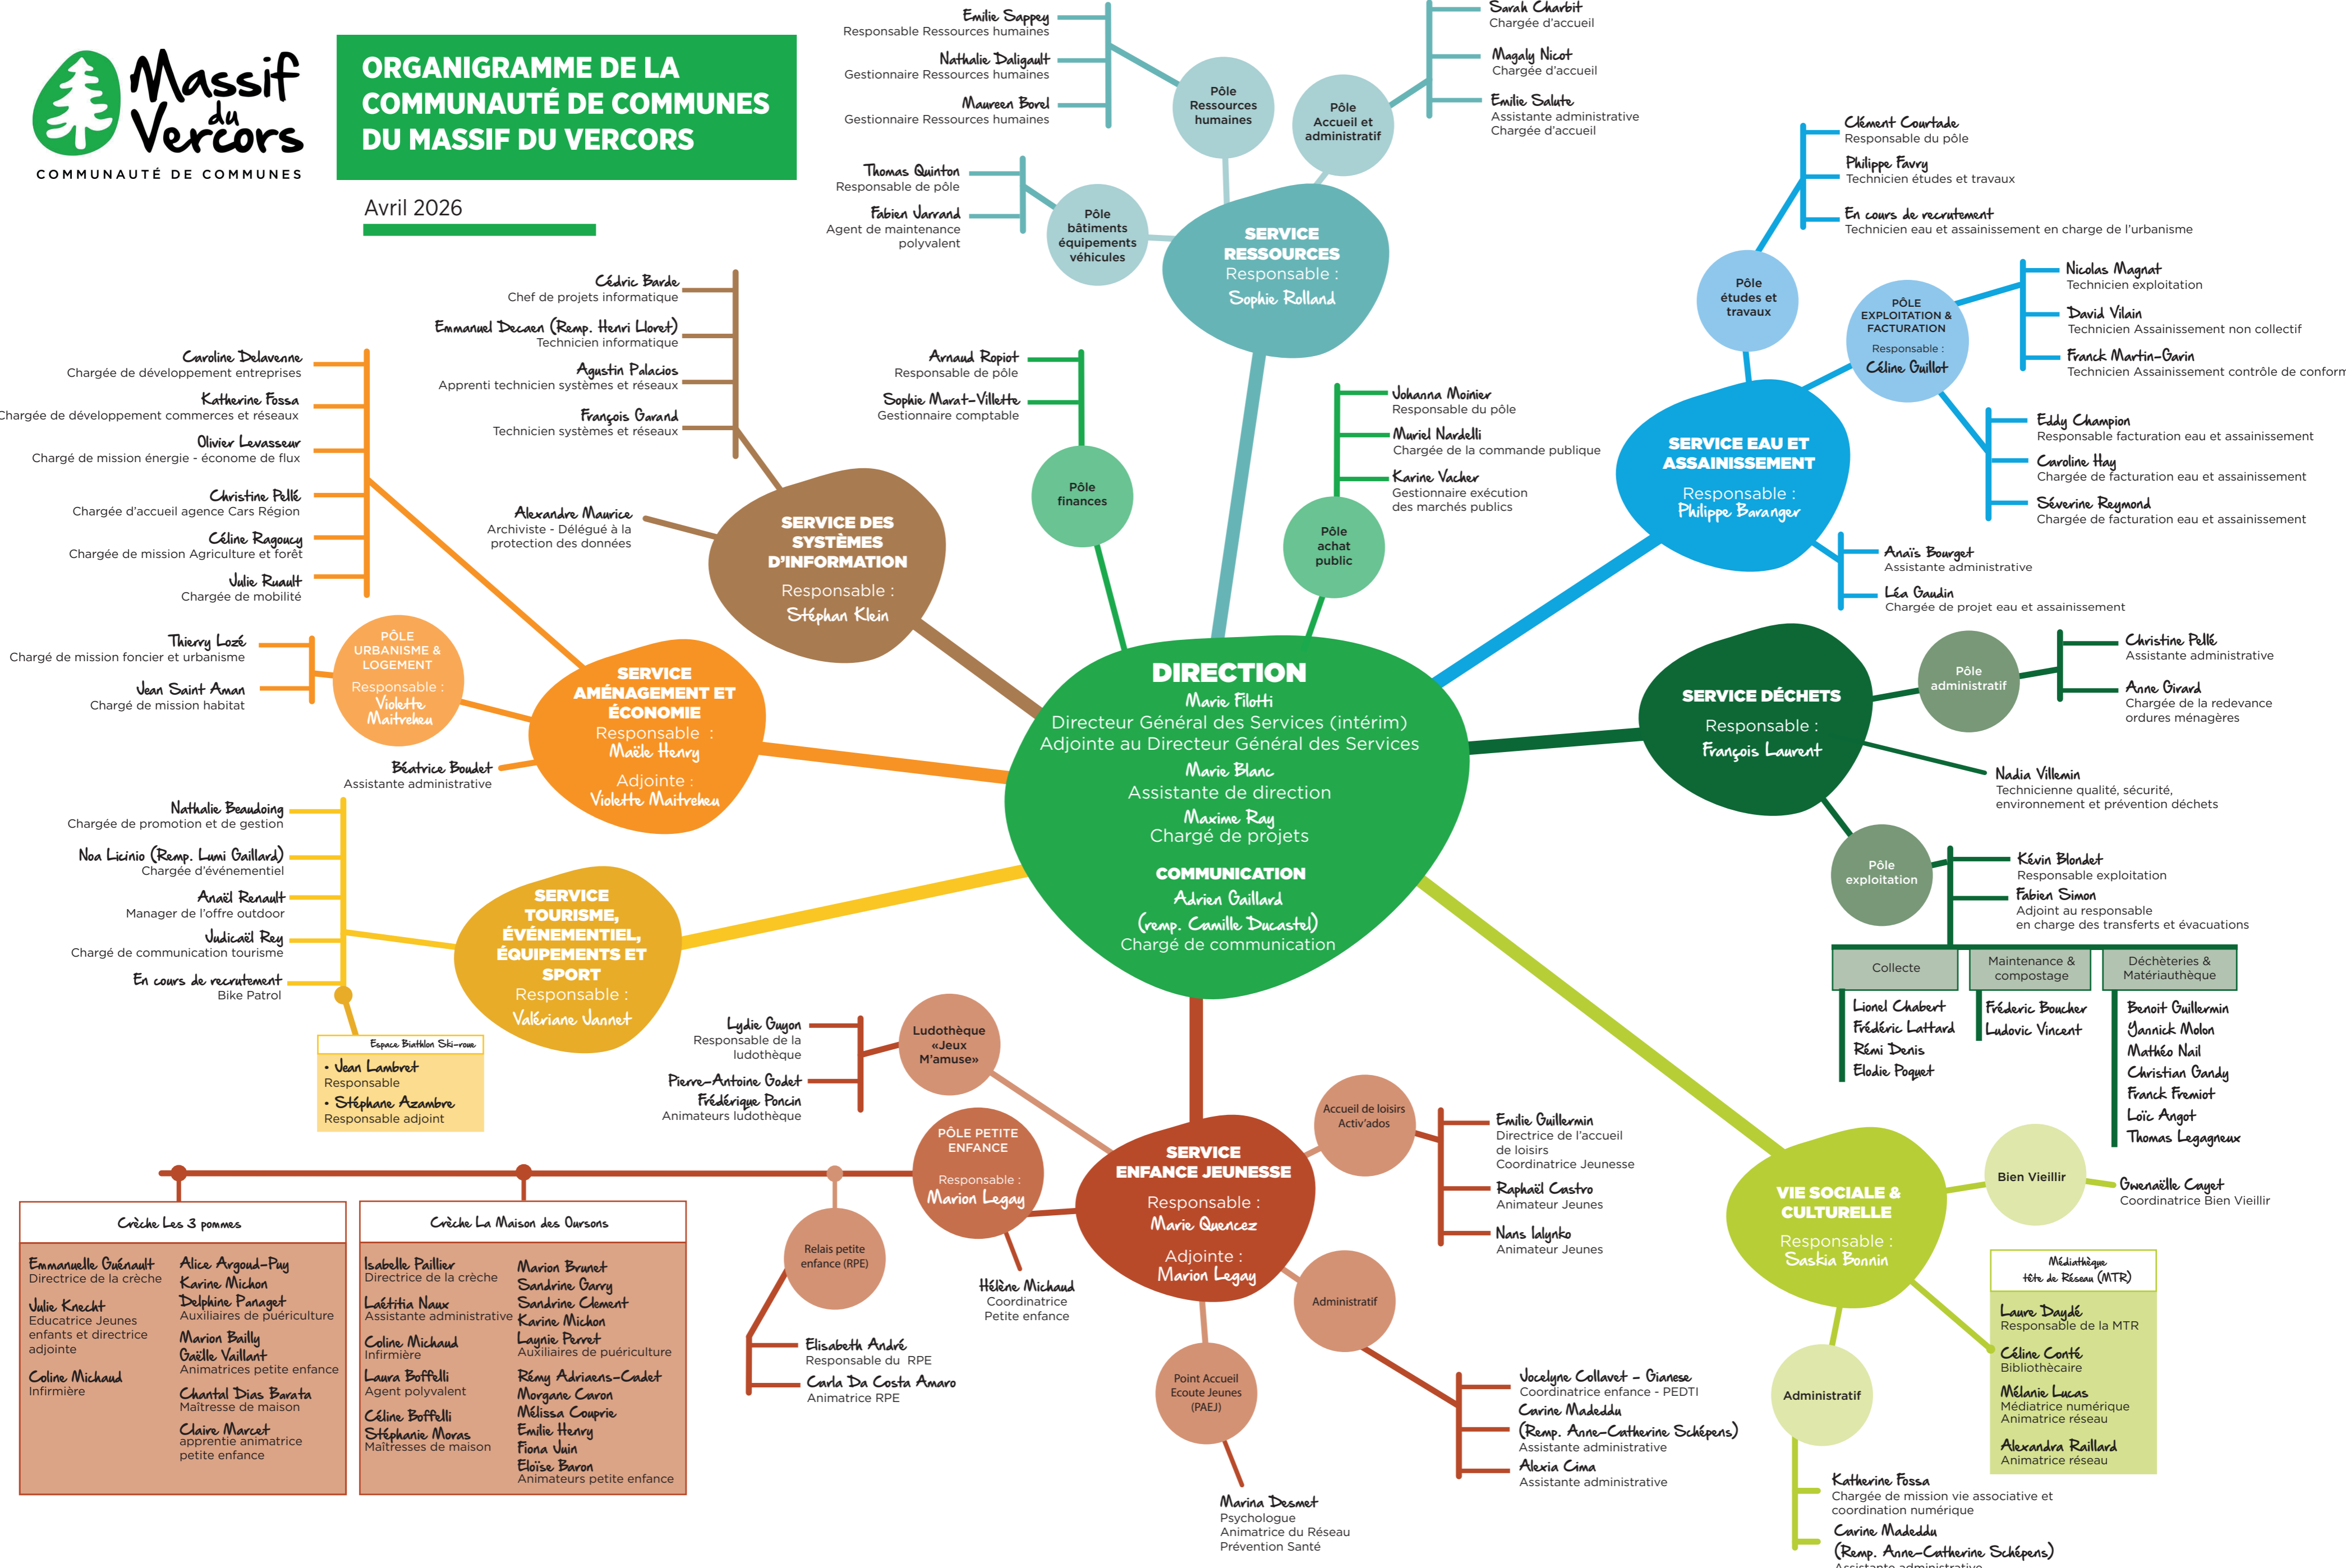 Massif
du
Vercors
COMMUNAUTÉ DE COMMUNES
ORGANIGRAMME DE LA
COMMUNAUTÉ DE COMMUNES
DU MASSIF DU VERCORS
Avril 2026
Emilie Sappey
Responsable Ressources humaines
Nathalie Daligault
Gestionnaire Ressources humaines
Maureen Borel
Gestionnaire Ressources humaines
Pôle
Ressources
humaines
Pôle
Accueil et
administratif
Sarah Charbit
Chargée d'accueil
Magaly Nicot
Chargée d'accueil
Emilie Salute
Assistante administrative
Chargée d'accueil
Thomas Quinton
Responsable de pôle
Fabien Jarrand
Agent de maintenance
polyvalent
Pôle
bâtiments
équipements
véhicules
SERVICE
RESSOURCES
Responsable :
Sophie Rolland
Clément Courtade
Responsable du pôle
Philippe Favry
Technicien études et travaux
En cours de recrutement
Technicien eau et assainissement en charge de l'urbanisme
Pôle
études et
travaux
PÔLE
EXPLOITATION &
FACTURATION
Responsable :
Céline Guillot
Nicolas Magnat
Technicien exploitation
David Vilain
Technicien Assainissement non collectif
Franck Martin-Garin
Technicien Assainissement contrôle de conform
Eddy Champion
Responsable facturation eau et assainissement
Caroline Hay
Chargée de facturation eau et assainissement
Séverine Reymond
Chargée de facturation eau et assainissement
SERVICE EAU ET
ASSAINISSEMENT
Responsable :
Philippe Baranger
Anaïs Bourget
Assistante administrative
Léa Gaudin
Chargée de projet eau et assainissement
Cédric Barde
Chef de projets informatique
Emmanuel Decaen (Remp. Henri Lloret)
Technicien informatique
Agustin Palacios
Apprenti technicien systèmes et réseaux
François Garand
Technicien systèmes et réseaux
Alexandre Maurice
Archiviste - Délégué à la
protection des données
SERVICE DES
SYSTÈMES
D'INFORMATION
Responsable :
Stéphan Klein
Arnaud Ropiot
Responsable de pôle
Sophie Marat-Villette
Gestionnaire comptable
Pôle
finances
Johanna Moinier
Responsable du pôle
Muriel Nardelli
Chargée de la commande publique
Karine Vacher
Gestionnaire exécution
des marchés publics
Pôle
achat
public
Caroline Delavenne
Chargée de développement entreprises
Katherine Fossa
Chargée de développement commerces et réseaux
Olivier Levasseur
Chargé de mission énergie - économe de flux
Christine Pellé
Chargée d'accueil agence Cars Région
Céline Ragoucy
Chargée de mission Agriculture et forêt
Julie Ruault
Chargée de mobilité
Thierry Lozé
Chargé de mission foncier et urbanisme
Jean Saint Aman
Chargé de mission habitat
PÔLE
URBANISME &
LOGEMENT
Responsable :
Violette
Maitreheu
SERVICE
AMÉNAGEMENT ET
ÉCONOMIE
Responsable :
Maële Henry
Adjointe :
Violette Maitreheu
Béatrice Boudet
Assistante administrative
DIRECTION
Marie Filotti
Directeur Général des Services (intérim)
Adjointe au Directeur Général des Services
Marie Blanc
Assistante de direction
Maxime Ray
Chargé de projets
COMMUNICATION
Adrien Gaillard
(remp. Camille Ducastel)
Chargé de communication
SERVICE DÉCHETS
Responsable :
François Laurent
Pôle
administratif
Christine Pellé
Assistante administrative
Anne Girard
Chargée de la redevance
ordures ménagères
Nadia Villemin
Technicienne qualité, sécurité,
environnement et prévention déchets
Pôle
exploitation
Kévin Blondet
Responsable exploitation
Fabien Simon
Adjoint au responsable
en charge des transferts et évacuations
Collecte
Lionel Chabert
Frédéric Lattard
Rémi Denis
Elodie Poquet
Maintenance &
compostage
Fréderic Boucher
Ludovic Vincent
Déchèteries &
Matériauthèque
Benoit Guillermin
Yannick Molon
Mathéo Nail
Christian Gandy
Franck Fremiot
Loïc Angot
Thomas Legagneux
Nathalie Beaudoing
Chargée de promotion et de gestion
Noa Licinio (Remp. Lumi Gaillard)
Chargée d'événementiel
Anaël Renault
Manager de l'offre outdoor
Judicaël Rey
Chargé de communication tourisme
En cours de recrutement
Bike Patrol
Espace Biathlon Ski-roue
• Jean Lambret
Responsable
• Stéphane Azambre
Responsable adjoint
SERVICE
TOURISME,
ÉVÉNEMENTIEL,
ÉQUIPEMENTS ET
SPORT
Responsable :
Valériane Jannet
Lydie Guyon
Responsable de la
ludothèque
Pierre-Antoine Godet
Frédérique Poncin
Animateurs ludothèque
Ludothèque
«Jeux
M'amuse»
PÔLE PETITE
ENFANCE
Responsable :
Marion Legay
SERVICE
ENFANCE JEUNESSE
Responsable :
Marie Quencez
Adjointe :
Marion Legay
Accueil de loisirs
Activ'ados
Emilie Guillermin
Directrice de l'accueil
de loisirs
Coordinatrice Jeunesse
Raphaël Castro
Animateur Jeunes
Nans Ialynko
Animateur Jeunes
Hélène Michaud
Coordinatrice
Petite enfance
Relais petite
enfance (RPE)
Elisabeth André
Responsable du RPE
Carla Da Costa Amaro
Animatrice RPE
Crèche Les 3 pommes
Emmanuelle Guénault
Directrice de la crèche
Julie Knecht
Educatrice Jeunes
enfants et directrice
adjointe
Coline Michaud
Infirmière
Alice Argoud-Puy
Karine Michon
Delphine Panaget
Auxiliaires de puériculture
Marion Bailly
Gaëlle Vaillant
Animatrices petite enfance
Chantal Dias Barata
Maîtresse de maison
Claire Marcet
apprentie animatrice
petite enfance
Crèche La Maison des Oursons
Isabelle Paillier
Directrice de la crèche
Laétitia Naux
Assistante administrative
Coline Michaud
Infirmière
Laura Boffelli
Agent polyvalent
Céline Boffelli
Stéphanie Moras
Maîtresses de maison
Marion Brunet
Sandrine Garry
Sandrine Clement
Karine Michon
Laynie Perret
Auxiliaires de puériculture
Rémy Adriaens-Cadet
Morgane Caron
Mélissa Couprie
Emilie Henry
Fiona Juin
Eloïse Baron
Animateurs petite enfance
Point Accueil
Ecoute Jeunes
(PAEJ)
Marina Desmet
Psychologue
Animatrice du Réseau
Prévention Santé
Administratif
Jocelyne Collavet - Gianese
Coordinatrice enfance - PEDTI
Carine Madeddu
(Remp. Anne-Catherine Schépens)
Assistante administrative
Alexia Cima
Assistante administrative
VIE SOCIALE &
CULTURELLE
Responsable :
Saskia Bonnin
Bien Vieillir
Gwenaëlle Cayet
Coordinatrice Bien Vieillir
Médiathèque
tête de Réseau (MTR)
Laure Daydé
Responsable de la MTR
Céline Conté
Bibliothècaire
Mélanie Lucas
Médiatrice numérique
Animatrice réseau
Alexandra Raillard
Animatrice réseau
Administratif
Katherine Fossa
Chargée de mission vie associative et
coordination numérique
Carine Madeddu
(Remp. Anne-Catherine Schépens)
Assistante administrative